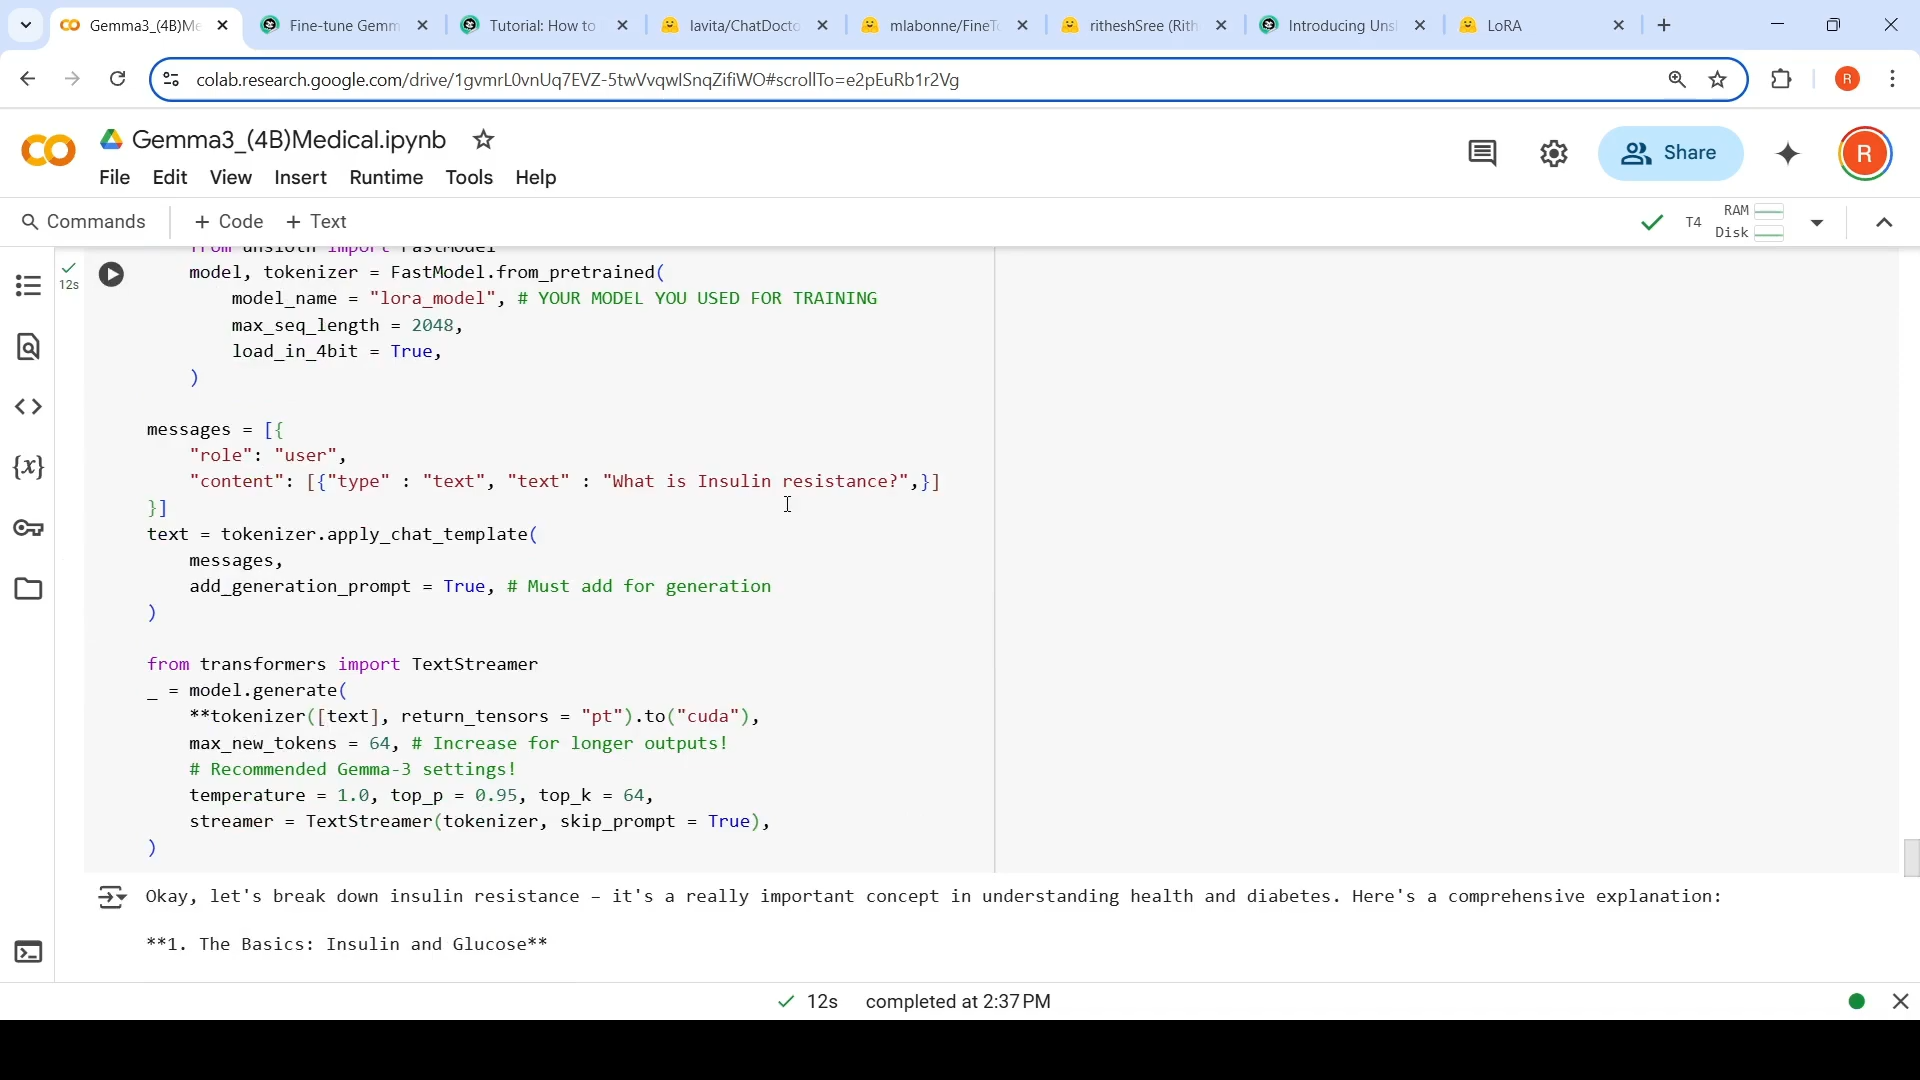 Gemma3_(4B)Me
Fine-tune Gemm
Tutorial: How to
lavita/ChatDocto
mlabonne/FineTo
ritheshSree (Rith
Introducing Uns
LoRA
colab.research.google.com/drive/1gvmrL0vnUq7EVZ-5twVvqwISnqZifiWO#scrollTo=e2pEuRb1r2Vg
R
Gemma3_(4B)Medical.ipynb
Share
R
File Edit View Insert Runtime Tools Help
Commands + Code + Text
T4 RAM
Disk
from unsloth import FastModel
12s
model, tokenizer = FastModel.from_pretrained(
model_name = "lora_model", # YOUR MODEL YOU USED FOR TRAINING
max_seq_length = 2048,
load_in_4bit = True,
)
messages = [{
"role": "user",
"content": [{"type" : "text", "text" : "What is Insulin resistance?",}]
}]
text = tokenizer.apply_chat_template(
messages,
add_generation_prompt = True, # Must add for generation
)
from transformers import TextStreamer
_ = model.generate(
**tokenizer([text], return_tensors = "pt").to("cuda"),
max_new_tokens = 64, # Increase for longer outputs!
# Recommended Gemma-3 settings!
temperature = 1.0, top_p = 0.95, top_k = 64,
streamer = TextStreamer(tokenizer, skip_prompt = True),
)
Okay, let's break down insulin resistance – it's a really important concept in understanding health and diabetes. Here's a comprehensive explanation:
**1. The Basics: Insulin and Glucose**
12s completed at 2:37 PM